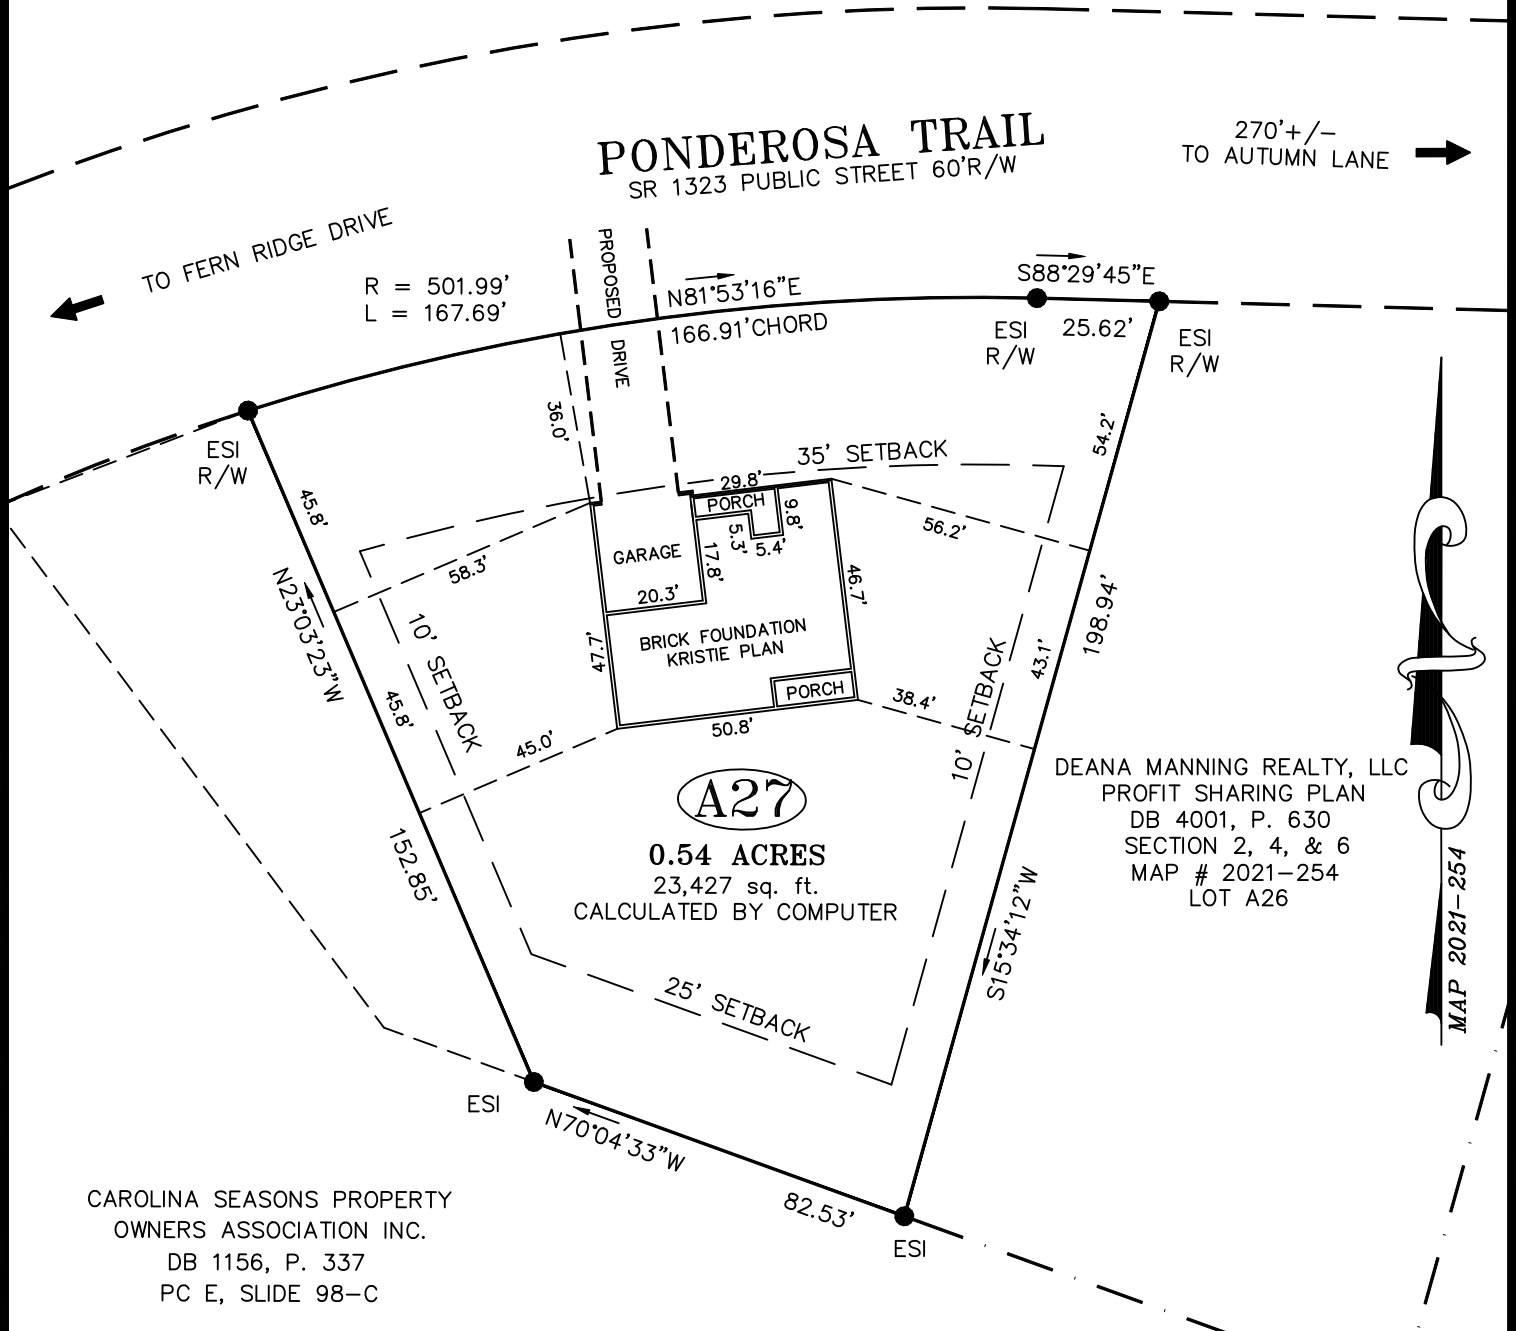 PONDEROSA TRAIL
SR 1323 PUBLIC STREET 60'R/W
270'+/-
TO AUTUMN LANE
TO FERN RIDGE DRIVE
R = 501.99'
L = 167.69'
PROPOSED
DRIVE
N81°53'16"E
166.91'CHORD
S88°29'45"E
25.62'
ESI
R/W
ESI
R/W
ESI
R/W
36.0'
35' SETBACK
54.2'
45.8'
29.8'
PORCH
9.8'
5.3'
5.4'
56.2'
GARAGE
17.8'
58.3'
20.3'
46.7'
N23°03'23"W
10' SETBACK
47.7'
BRICK FOUNDATION
KRISTIE PLAN
198.94'
43.1'
10' SETBACK
45.8'
PORCH
38.4'
45.0'
50.8'
A27
0.54 ACRES
23,427 sq. ft.
CALCULATED BY COMPUTER
DEANA MANNING REALTY, LLC
PROFIT SHARING PLAN
DB 4001, P. 630
SECTION 2, 4, & 6
MAP # 2021-254
LOT A26
MAP 2021-254
152.85'
S15°34'12"W
25' SETBACK
ESI
N70°04'33"W
82.53'
ESI
CAROLINA SEASONS PROPERTY
OWNERS ASSOCIATION INC.
DB 1156, P. 337
PC E, SLIDE 98-C